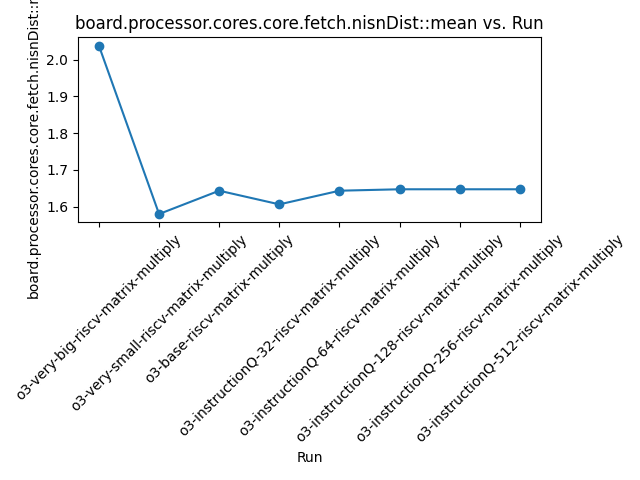 board.processor.cores.core.fetch.nisnDist::mean vs. Run
board.processor.cores.core.fetch.nisnDist::
2.0
1.9
1.8
1.7
1.6
o3-very-big-riscv-matrix-multiply
o3-very-small-riscv-matrix-multiply
o3-base-riscv-matrix-multiply
o3-instructionQ-32-riscv-matrix-multiply
o3-instructionQ-64-riscv-matrix-multiply
o3-instructionQ-128-riscv-matrix-multiply
o3-instructionQ-256-riscv-matrix-multiply
o3-instructionQ-512-riscv-matrix-multiply
Run